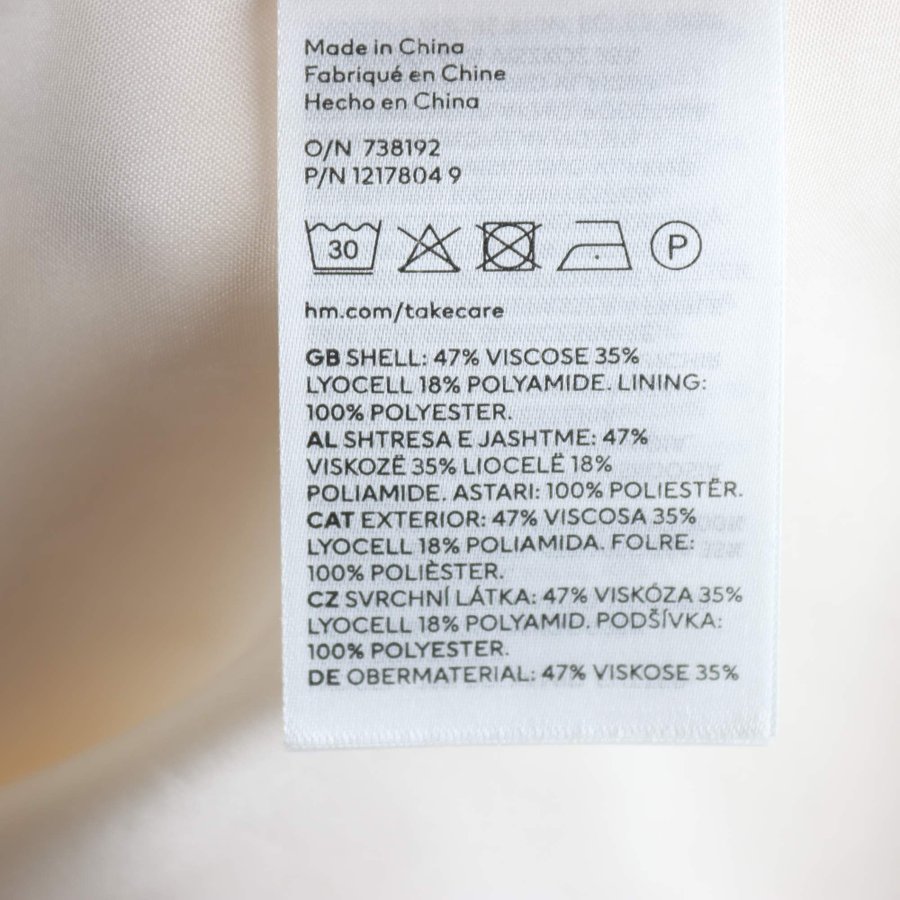 Made in China
Fabriqué en Chine
Hecho en China
O/N 738192
P/N 1217804 9
30 P
hm.com/takecare
GB SHELL: 47% VISCOSE 35%
LYOCELL 18% POLYAMIDE. LINING:
100% POLYESTER.
AL SHTRESA E JASHTME: 47%
VISKOZË 35% LIOCELË 18%
POLIAMIDE. ASTARI: 100% POLIESTËR.
CAT EXTERIOR: 47% VISCOSA 35%
LYOCELL 18% POLIAMIDA. FOLRE:
100% POLIÈSTER.
CZ SVRCHNÍ LÁTKA: 47% VISKÓZA 35%
LYOCELL 18% POLYAMID. PODŠÍVKA:
100% POLYESTER.
DE OBERMATERIAL: 47% VISKOSE 35%